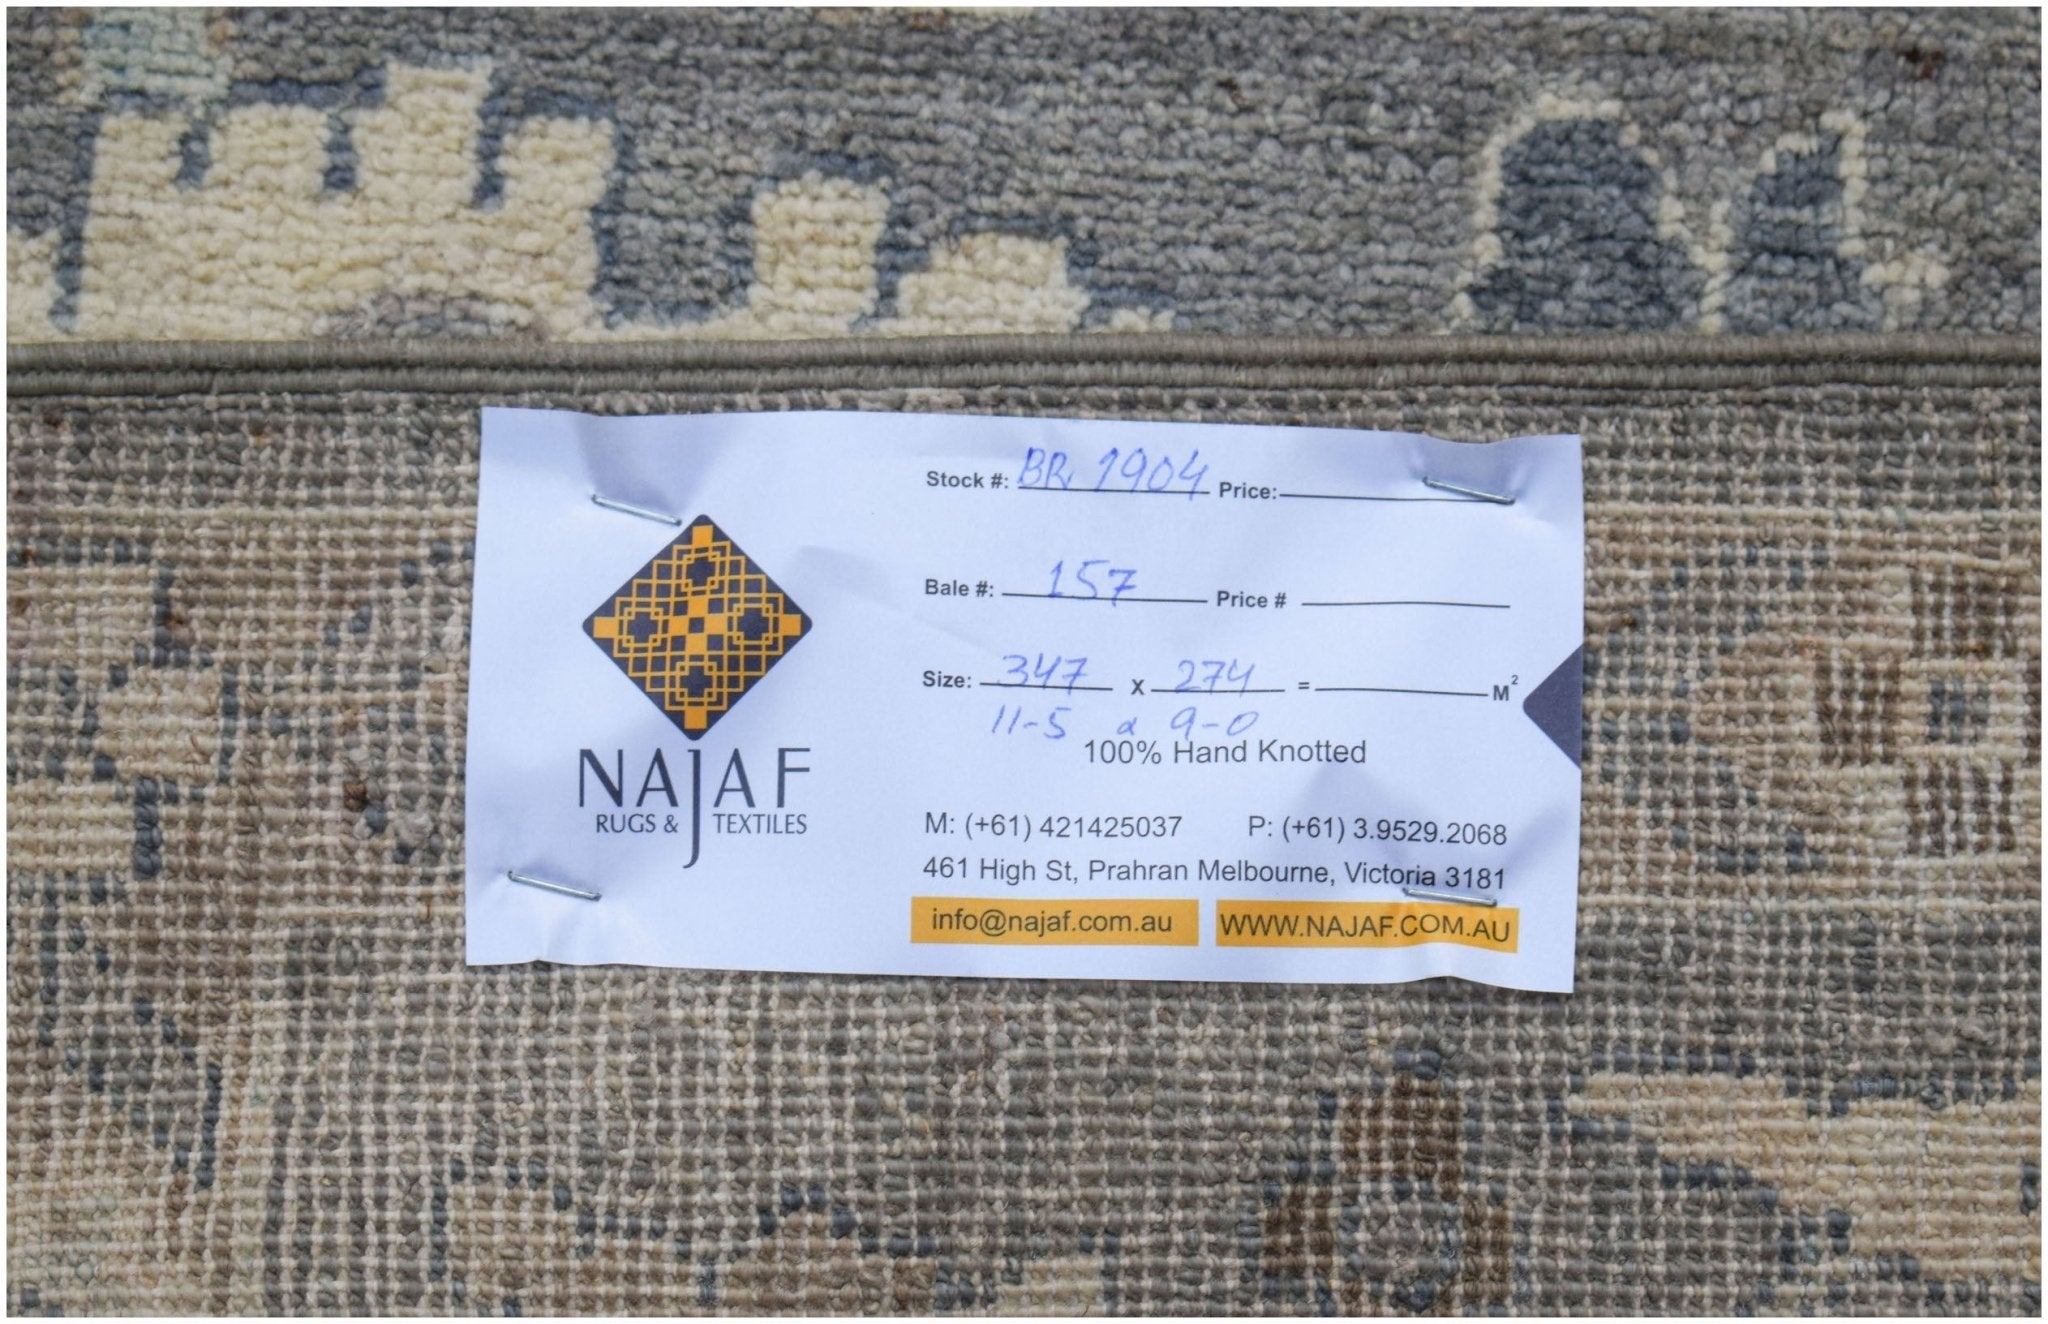 Stock #: BR 1904 Price:
Bale #: 157 Price #
Size: 347 X 274 = M²
11-5 x 9-0
100% Hand Knotted
NAJAF
RUGS & TEXTILES
M: (+61) 421425037 P: (+61) 3.9529.2068
461 High St, Prahran Melbourne, Victoria 3181
info@najaf.com.au WWW.NAJAF.COM.AU